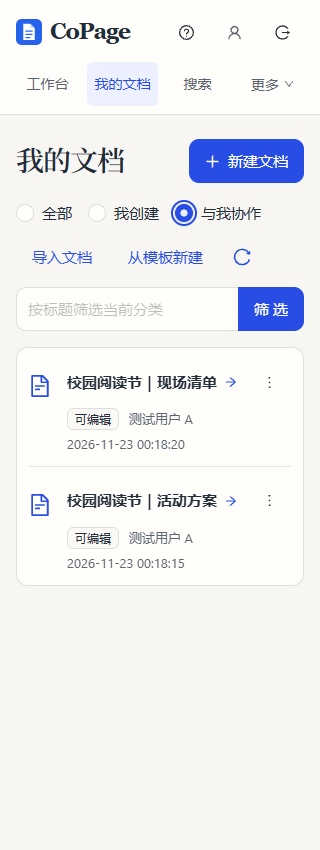 CoPage
工作台 我的文档 搜索 更多
我的文档
新建文档
全部 我创建 与我协作
导入文档 从模板新建
按标题筛选当前分类 筛 选
校园阅读节 | 现场清单
可编辑 测试用户 A
2026-11-23 00:18:20
校园阅读节 | 活动方案
可编辑 测试用户 A
2026-11-23 00:18:15